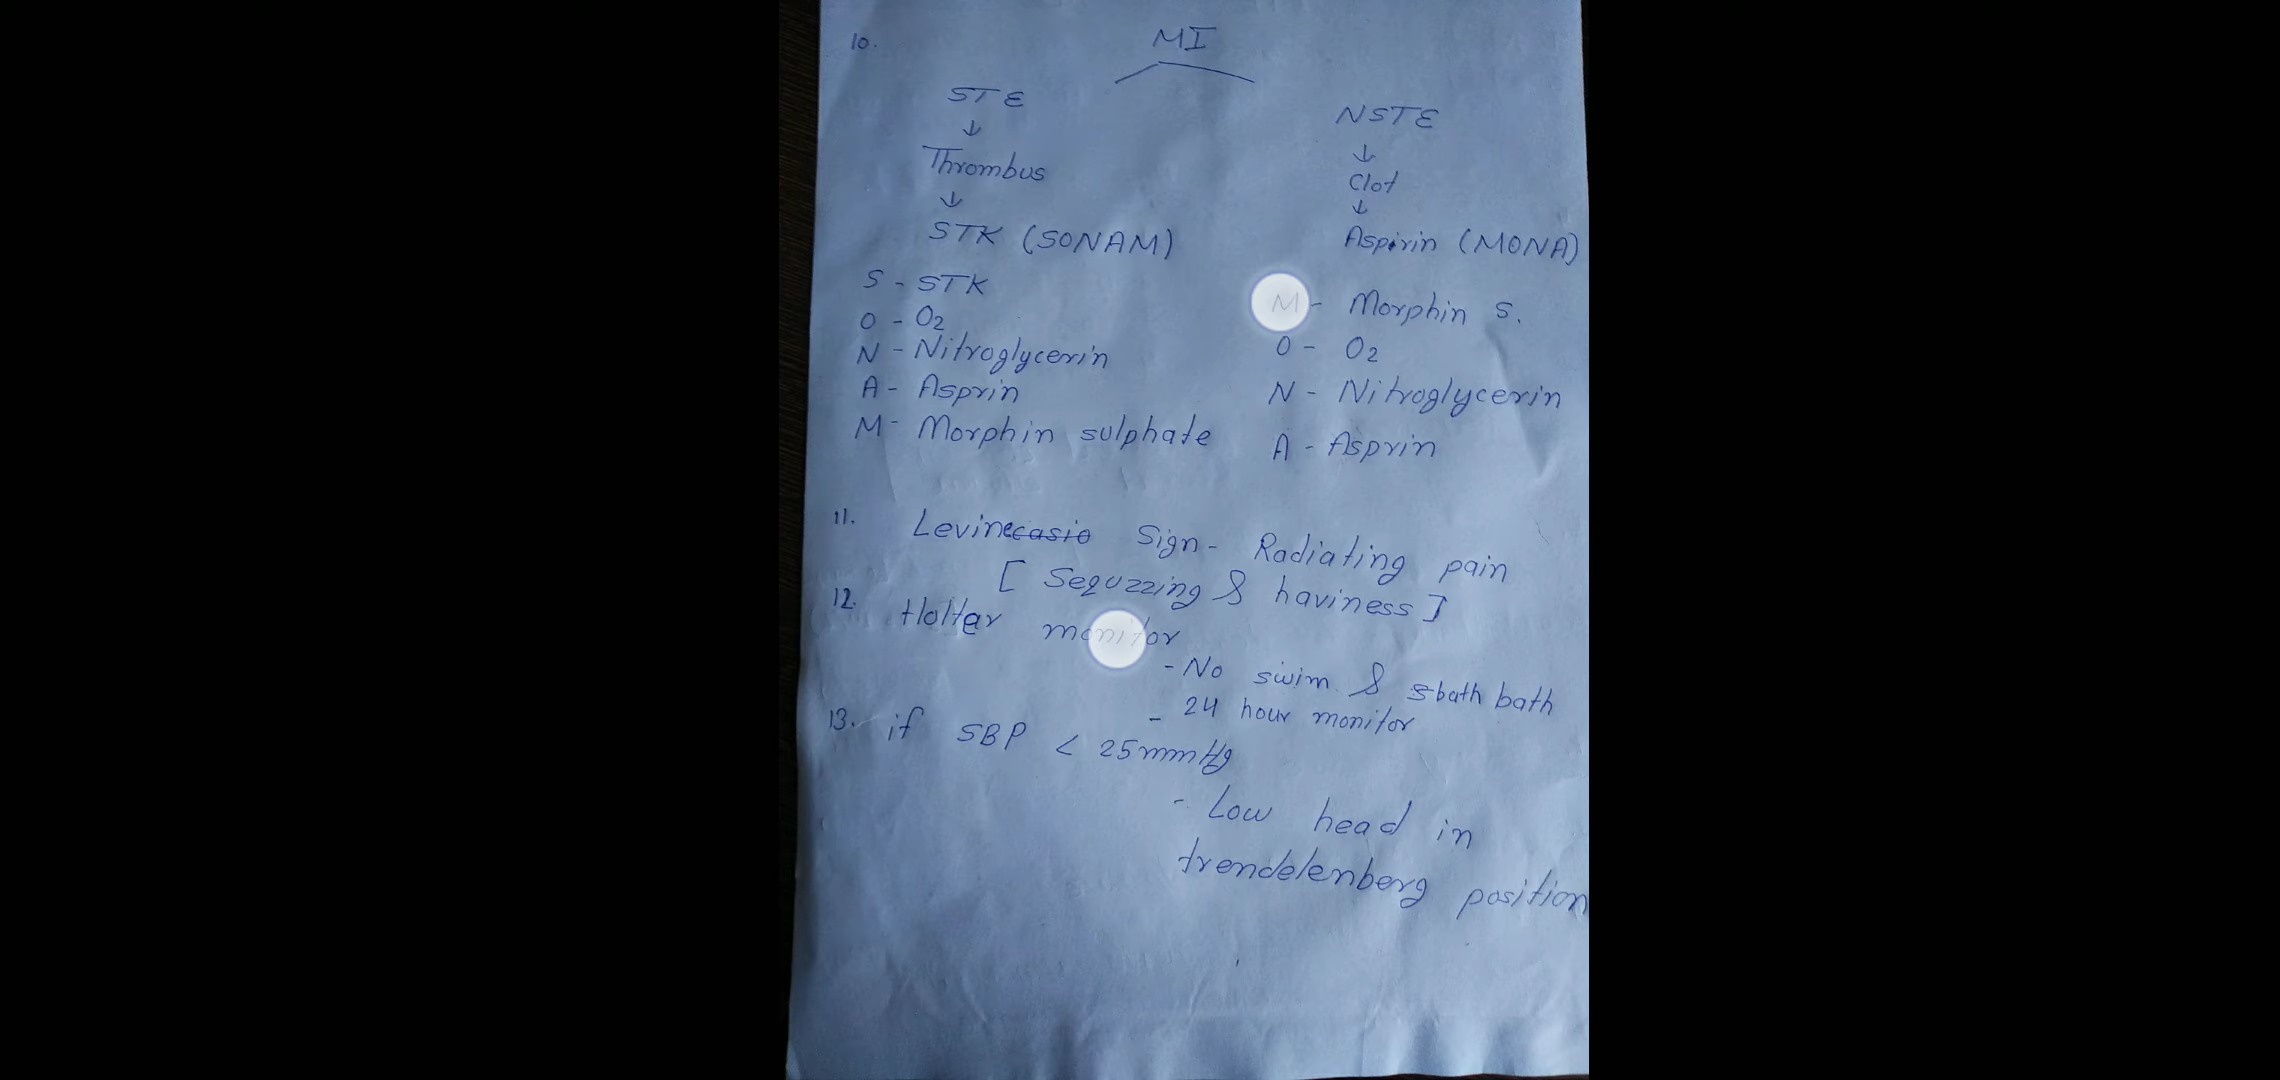 10. MI
STE NSTE
↓ ↓
Thrombus Clot
↓ ↓
STK (SONAM) Aspirin (MONA)
S - STK M - Morphin S.
O - O2 O - O2
N - Nitroglycerin N - Nitroglycerin
A - Asprin A - Asprin
M - Morphin sulphate
11. Levinecasio Sign - Radiating pain
[ Sequzzing & haviness ]
12. Holter monitor
- No swim & sbath bath
- 24 hour monitor
13. if SBP < 25mmHg
- Low head in
trendelenberg position